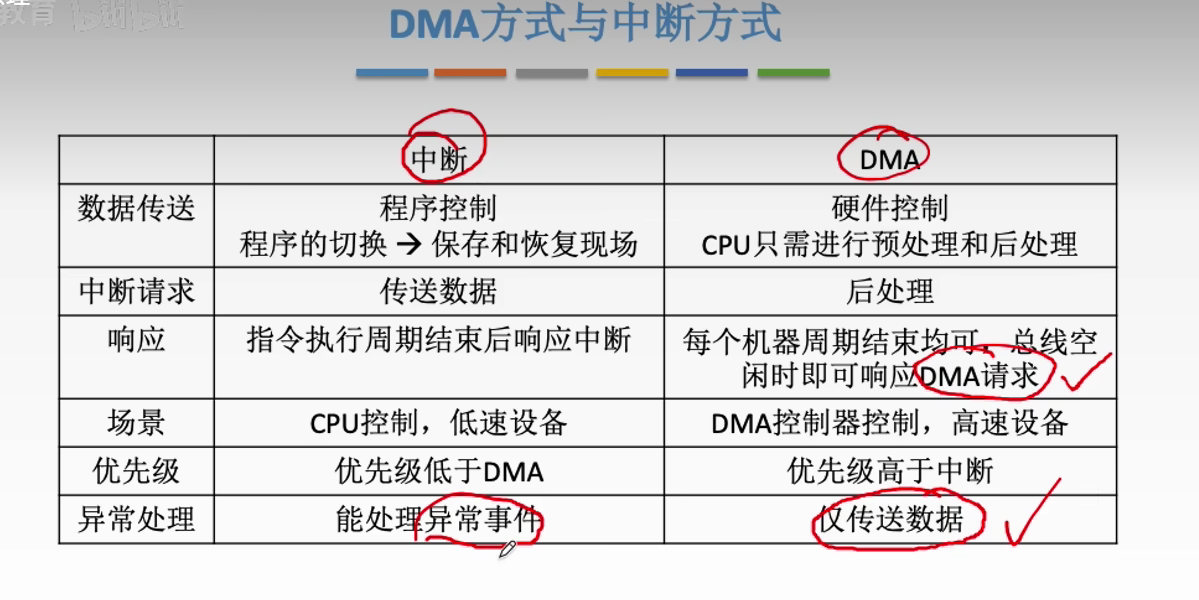 教育 bilibili
DMA方式与中断方式
中断 DMA
数据传送 程序控制 硬件控制
程序的切换 → 保存和恢复现场 CPU只需进行预处理和后处理
中断请求 传送数据 后处理
响应 指令执行周期结束后响应中断 每个机器周期结束均可，总线空
闲时即可响应DMA请求
场景 CPU控制，低速设备 DMA控制器控制，高速设备
优先级 优先级低于DMA 优先级高于中断
异常处理 能处理异常事件 仅传送数据